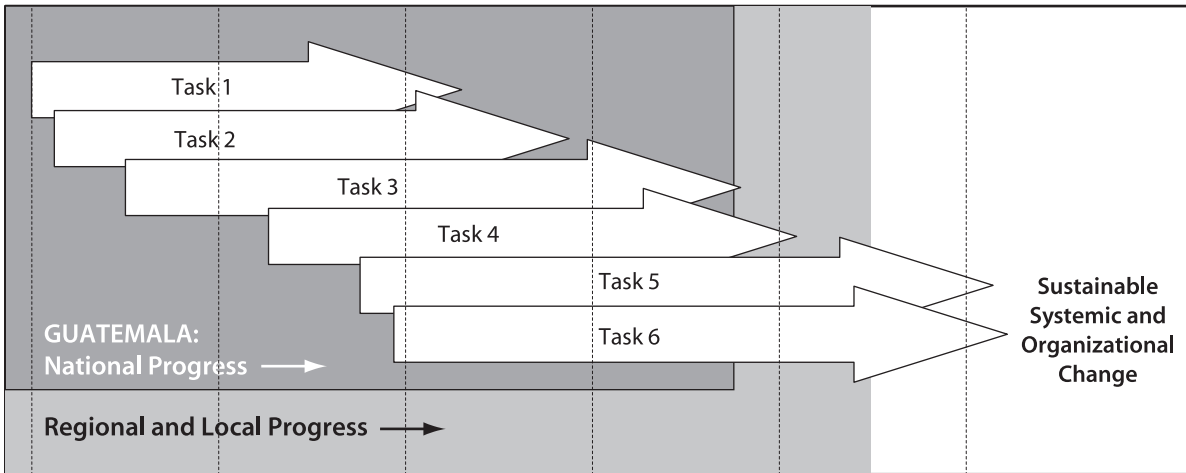 Task 1
Task 2
Task 3
Task 4
Task 5
Task 6
GUATEMALA:
National Progress
Regional and Local Progress
Sustainable
Systemic and
Organizational
Change